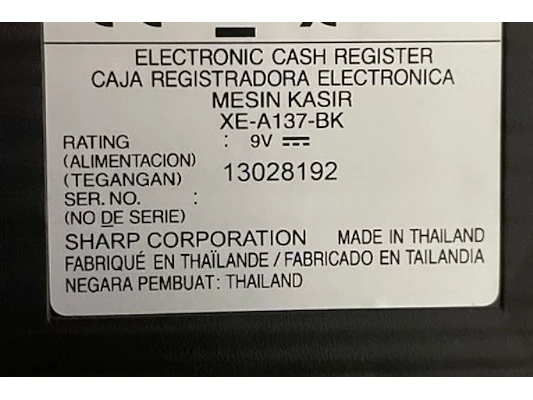 ELECTRONIC CASH REGISTER
CAJA REGISTRADORA ELECTRONICA
MESIN KASIR
XE-A137-BK
RATING : 9V
(ALIMENTACION)
(TEGANGAN) 13028192
SER. NO. :
(NO DE SERIE)
SHARP CORPORATION MADE IN THAILAND
FABRIQUÉ EN THAÏLANDE / FABRICADO EN TAILANDIA
NEGARA PEMBUAT: THAILAND